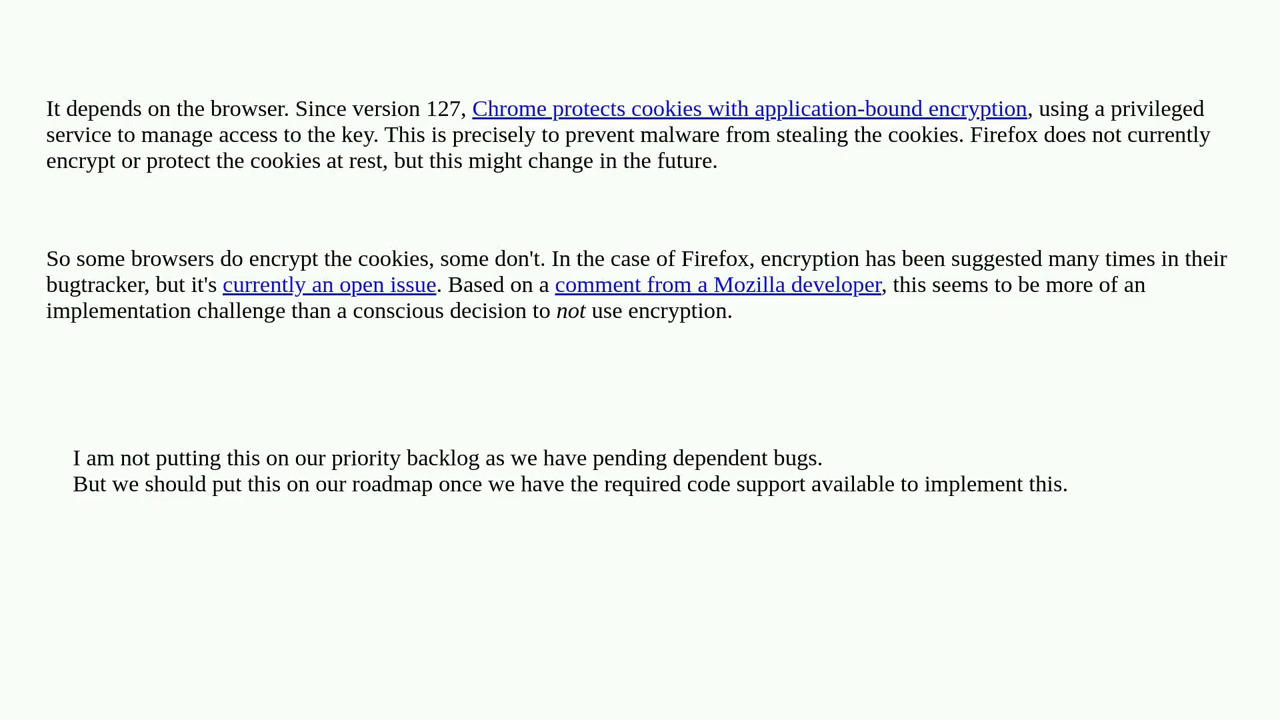 It depends on the browser. Since version 127, Chrome protects cookies with application-bound encryption, using a privileged
service to manage access to the key. This is precisely to prevent malware from stealing the cookies. Firefox does not currently
encrypt or protect the cookies at rest, but this might change in the future.
So some browsers do encrypt the cookies, some don't. In the case of Firefox, encryption has been suggested many times in their
bugtracker, but it's currently an open issue. Based on a comment from a Mozilla developer, this seems to be more of an
implementation challenge than a conscious decision to not use encryption.
I am not putting this on our priority backlog as we have pending dependent bugs.
But we should put this on our roadmap once we have the required code support available to implement this.